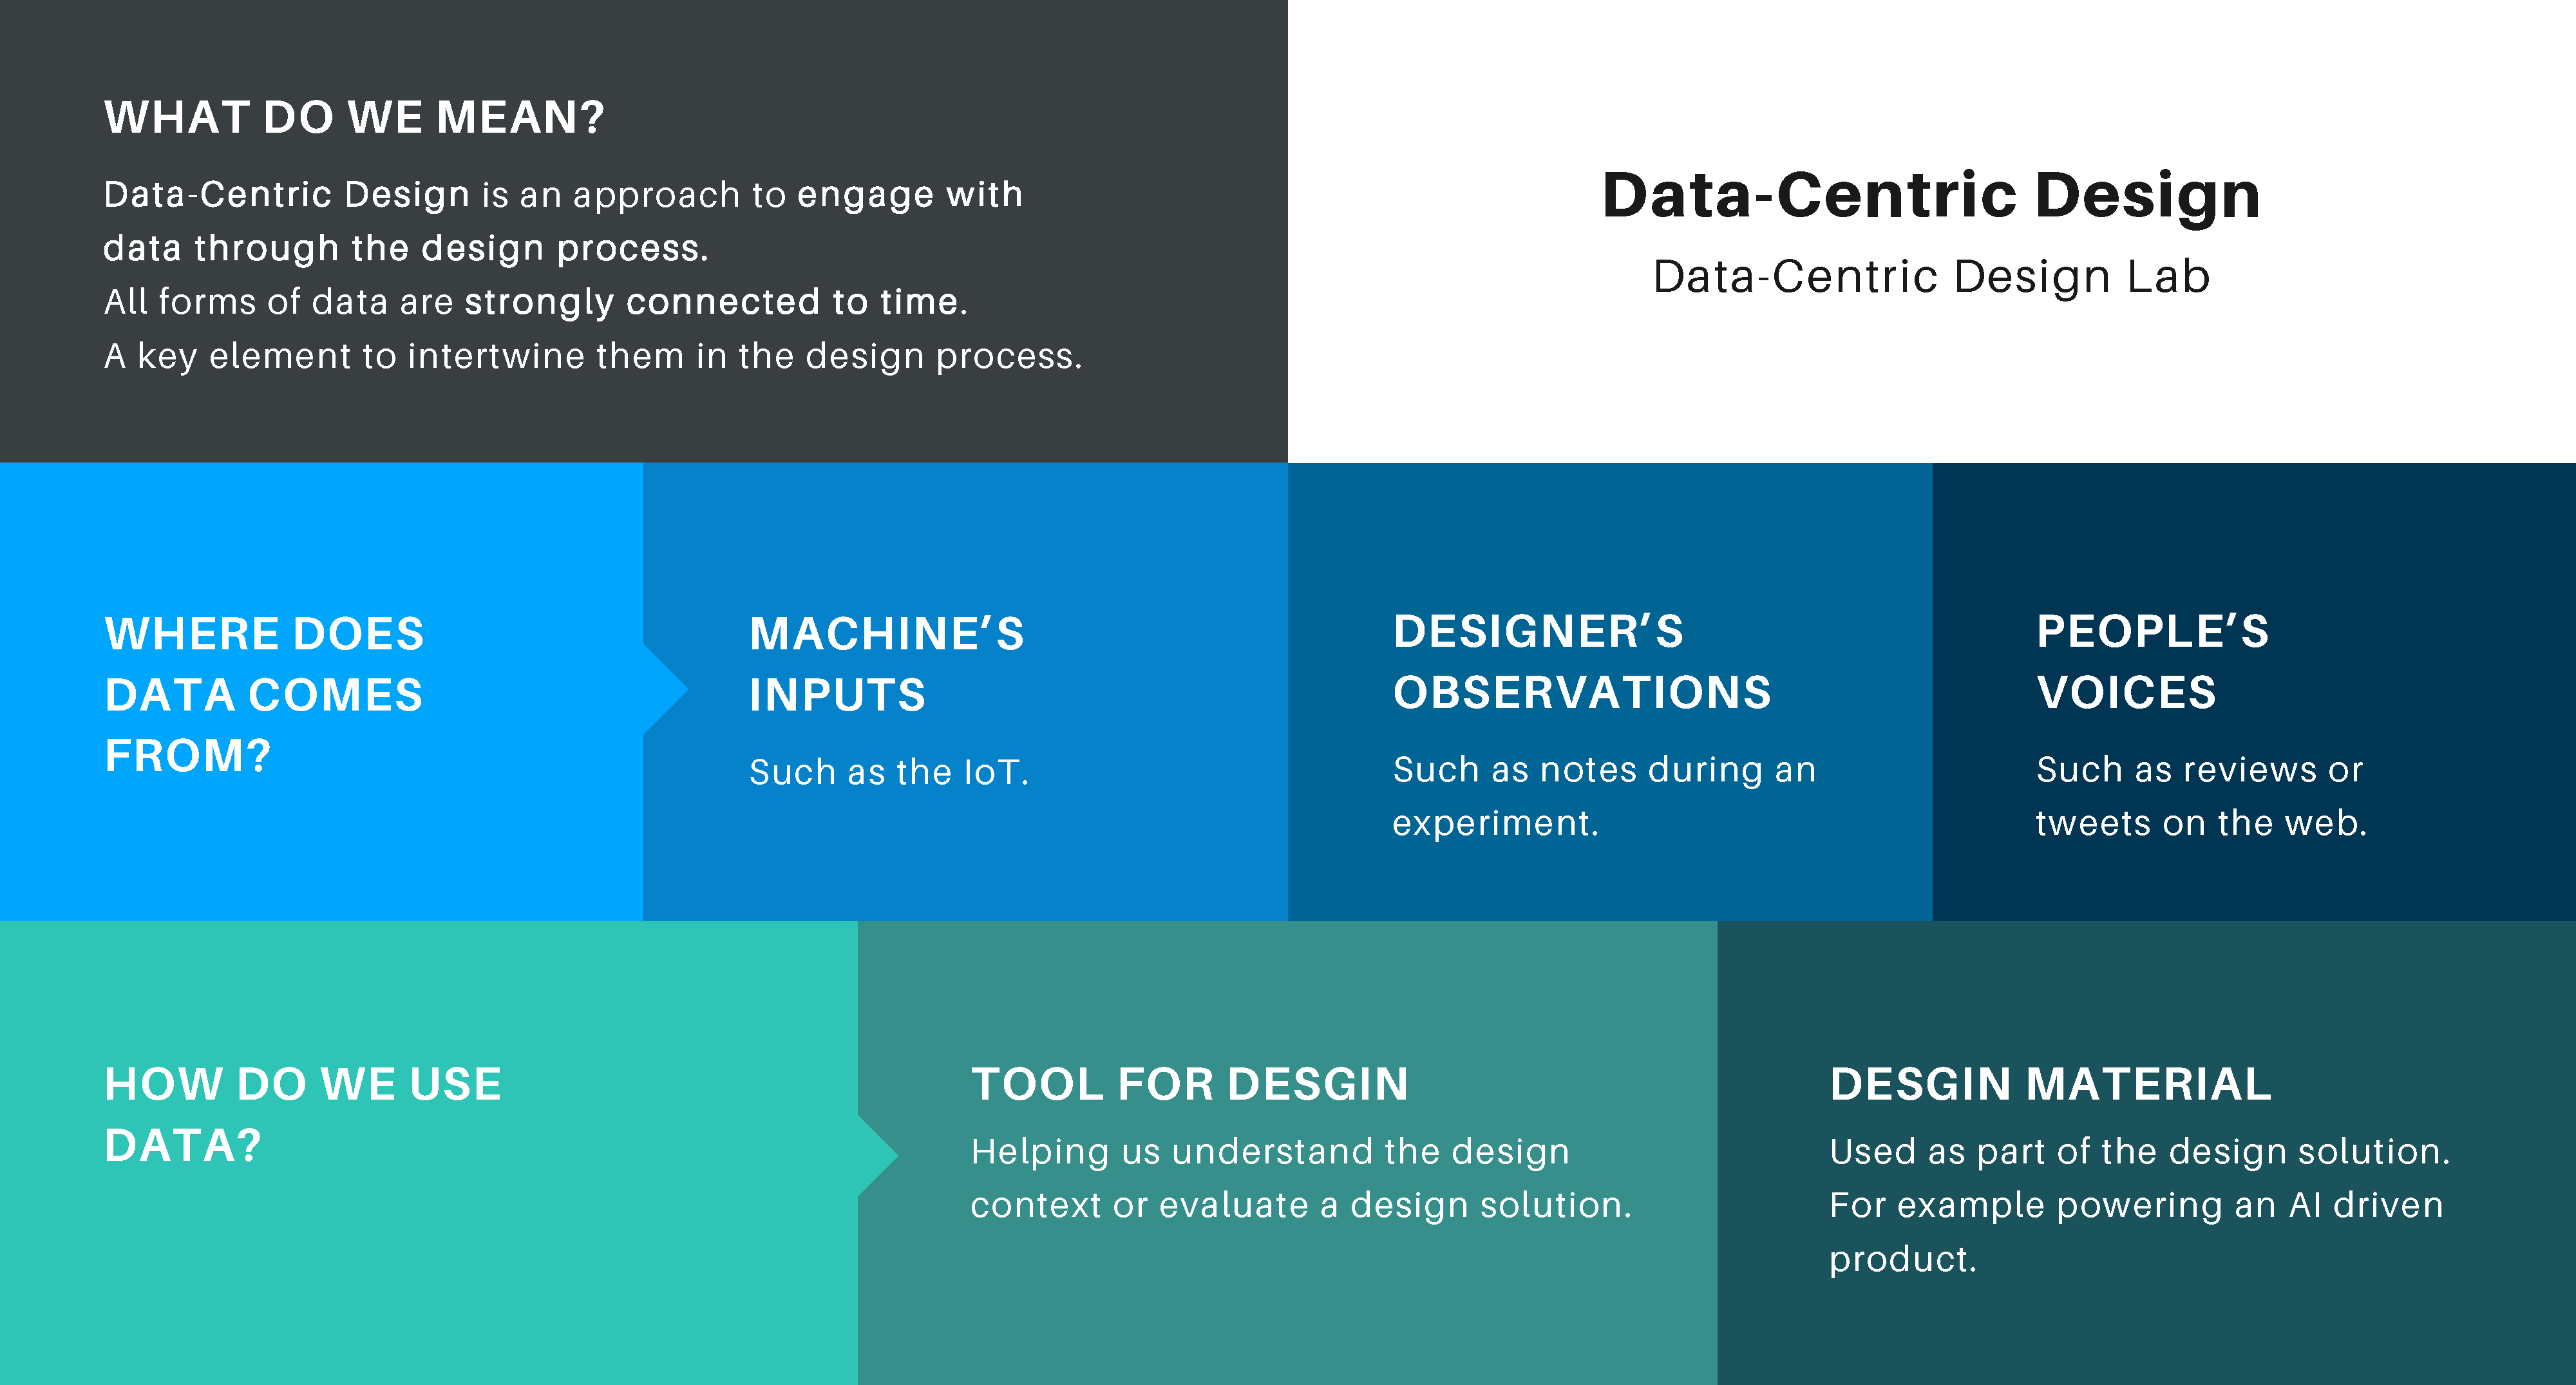 WHAT DO WE MEAN?
Data-Centric Design is an approach to engage with
data through the design process.
All forms of data are strongly connected to time.
A key element to intertwine them in the design process.
Data-Centric Design
Data-Centric Design Lab
WHERE DOES
DATA COMES
FROM?
MACHINE’S
INPUTS
Such as the IoT.
DESIGNER’S
OBSERVATIONS
Such as notes during an
experiment.
PEOPLE’S
VOICES
Such as reviews or
tweets on the web.
HOW DO WE USE
DATA?
TOOL FOR DESGIN
Helping us understand the design
context or evaluate a design solution.
DESGIN MATERIAL
Used as part of the design solution.
For example powering an AI driven
product.